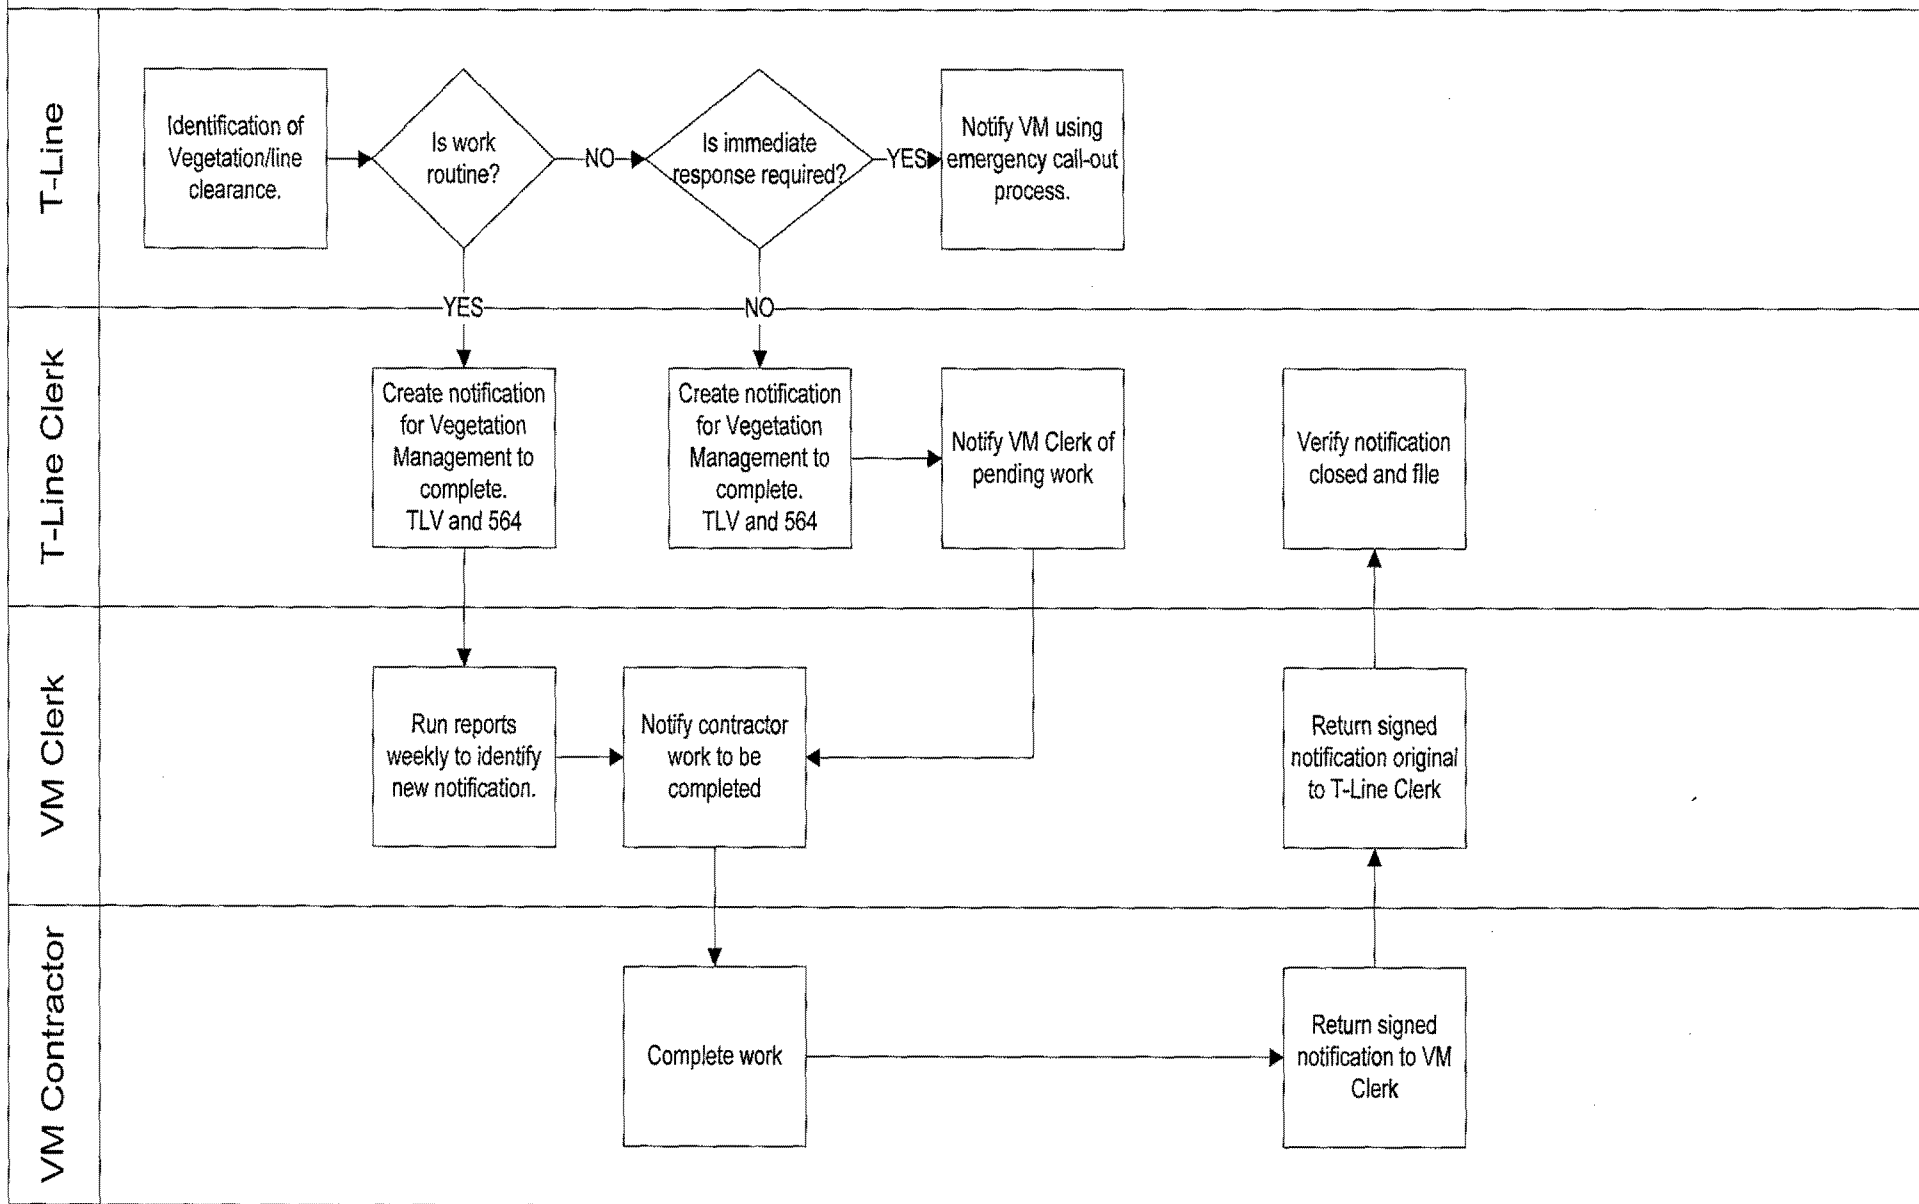 T-Line
Identification of
Vegetation/line
clearance.
Is work
routine?
NO
Is immediate
response required?
YES
Notify VM using
emergency call-out
process.
YES
NO
T-Line Clerk
Create notification
for Vegetation
Management to
complete.
TLV and 564
Create notification
for Vegetation
Management to
complete.
TLV and 564
Notify VM Clerk of
pending work
Verify notification
closed and file
VM Clerk
Run reports
weekly to identify
new notification.
Notify contractor
work to be
completed
Return signed
notification original
to T-Line Clerk
VM Contractor
Complete work
Return signed
notification to VM
Clerk